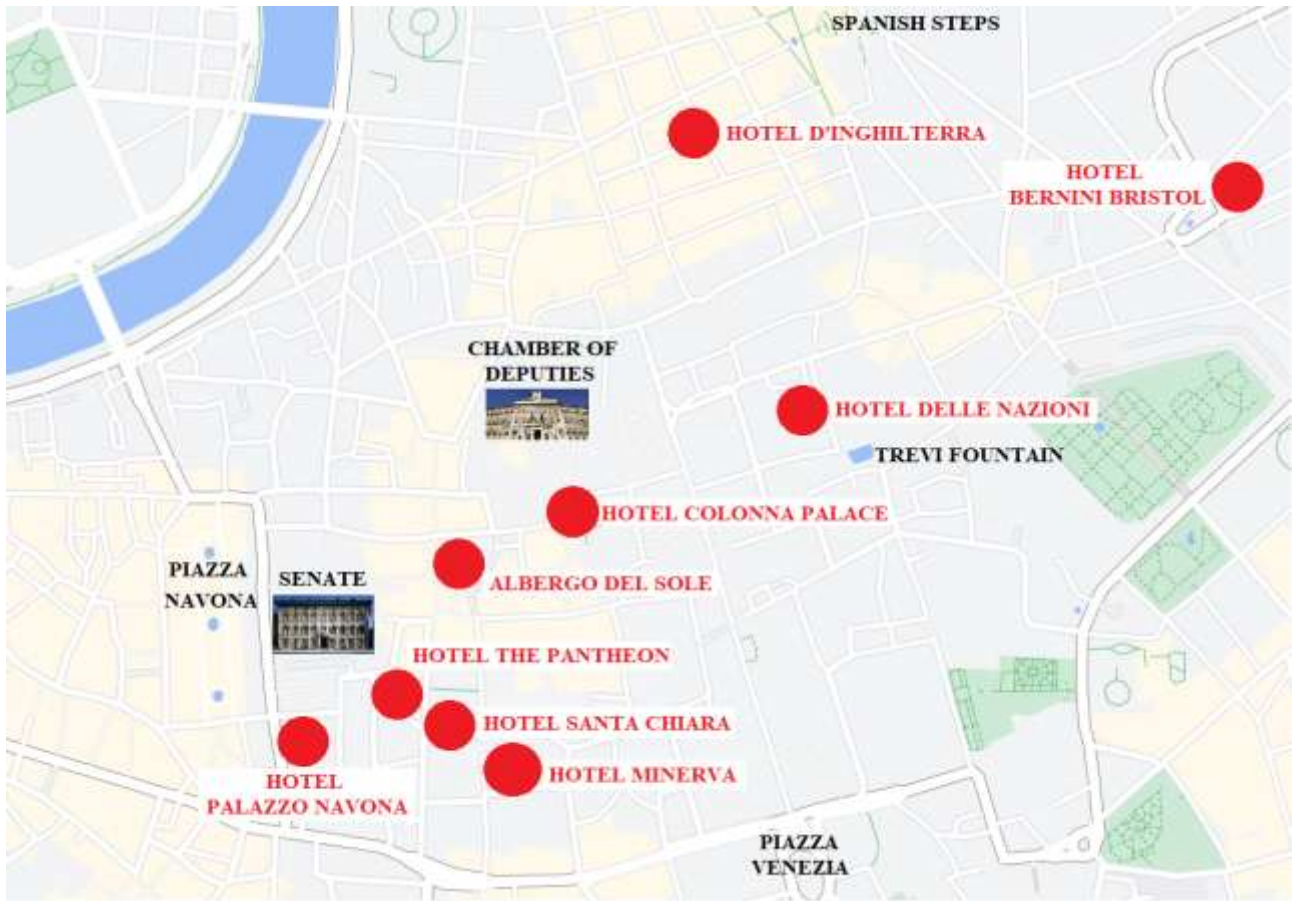 SPANISH STEPS
HOTEL D'INGHILTERRA
HOTEL
BERNINI BRISTOL
CHAMBER OF
DEPUTIES
HOTEL DELLE NAZIONI
TREVI FOUNTAIN
HOTEL COLONNA PALACE
PIAZZA
NAVONA
SENATE
ALBERGO DEL SOLE
HOTEL THE PANTHEON
HOTEL SANTA CHIARA
HOTEL MINERVA
HOTEL
PALAZZO NAVONA
PIAZZA
VENEZIA